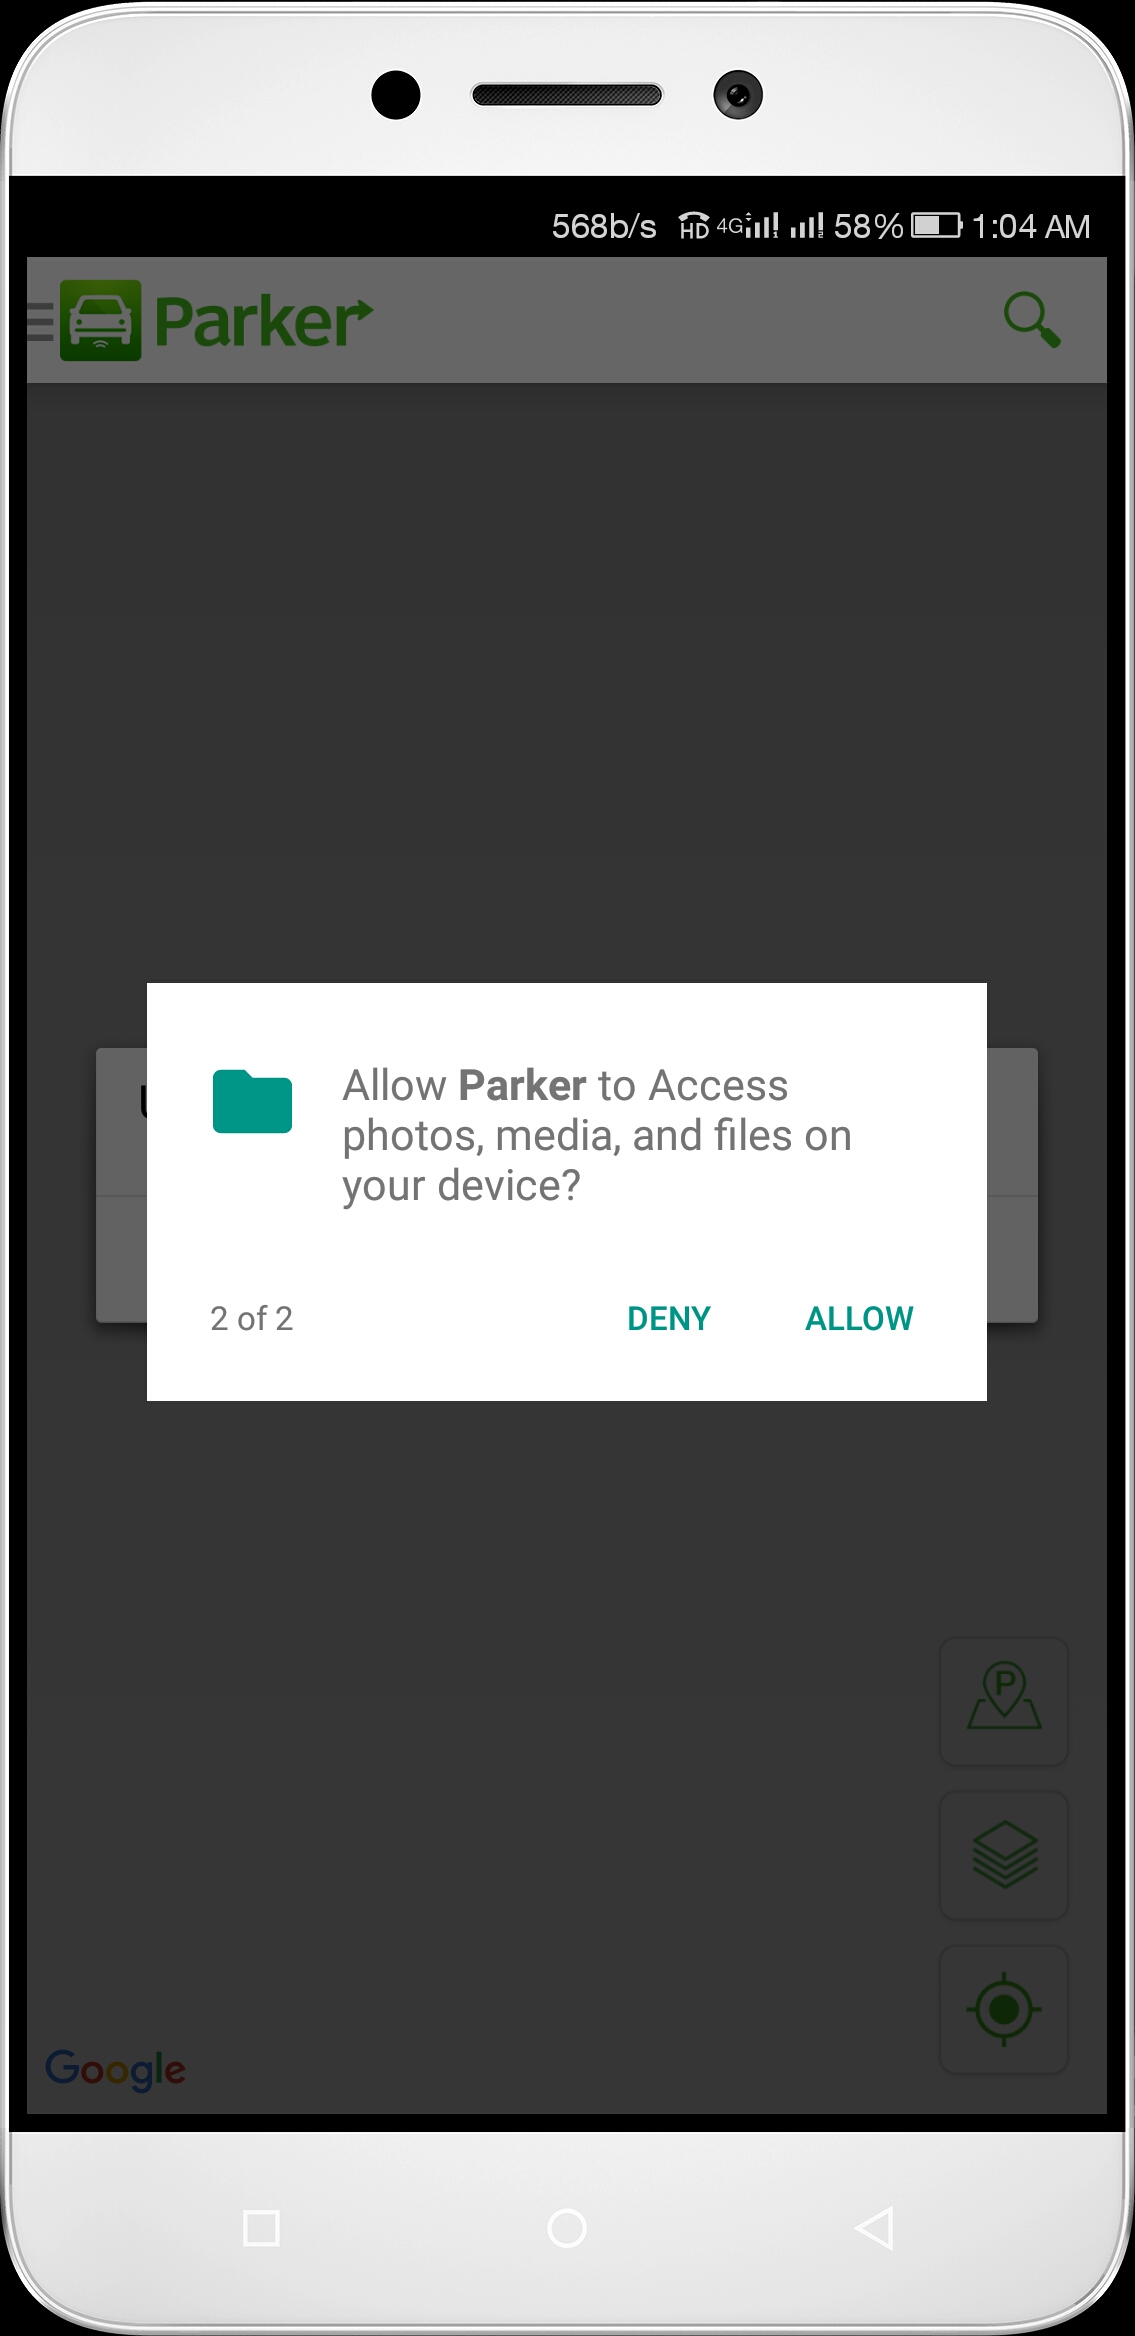 568b/s HD 4G 58% 1:04 AM
Parker
Allow Parker to Access
photos, media, and files on
your device?
2 of 2 DENY ALLOW
P
Google